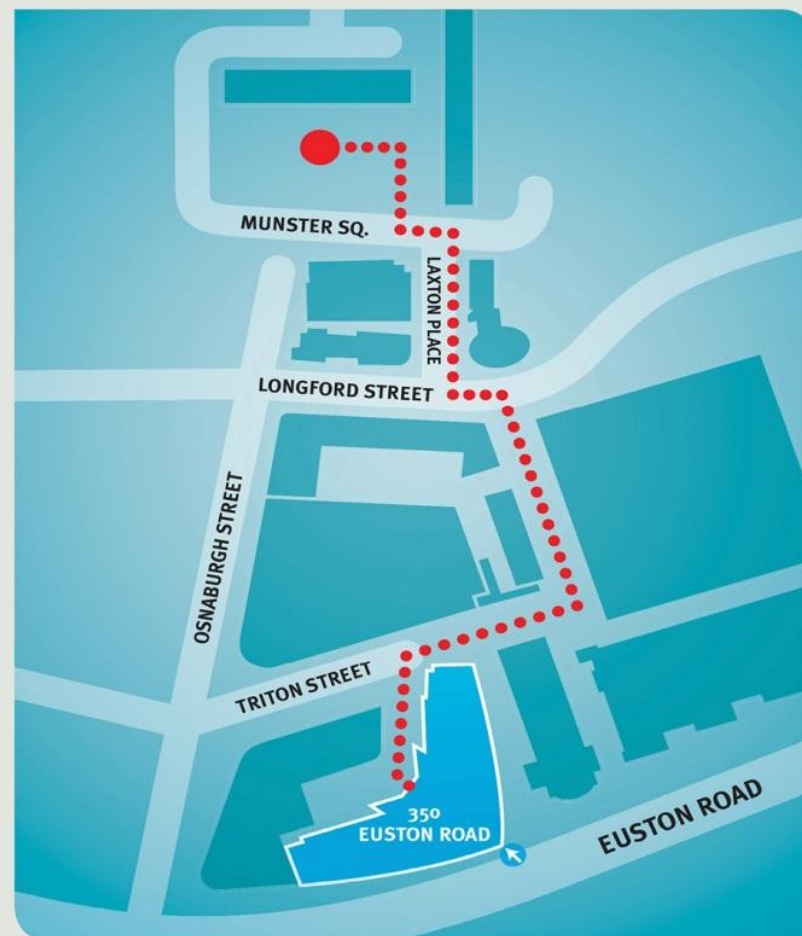 MUNSTER SQ.
LAXTON PLACE
LONGFORD STREET
OSNABURGH STREET
TRITON STREET
350
EUSTON ROAD
EUSTON ROAD